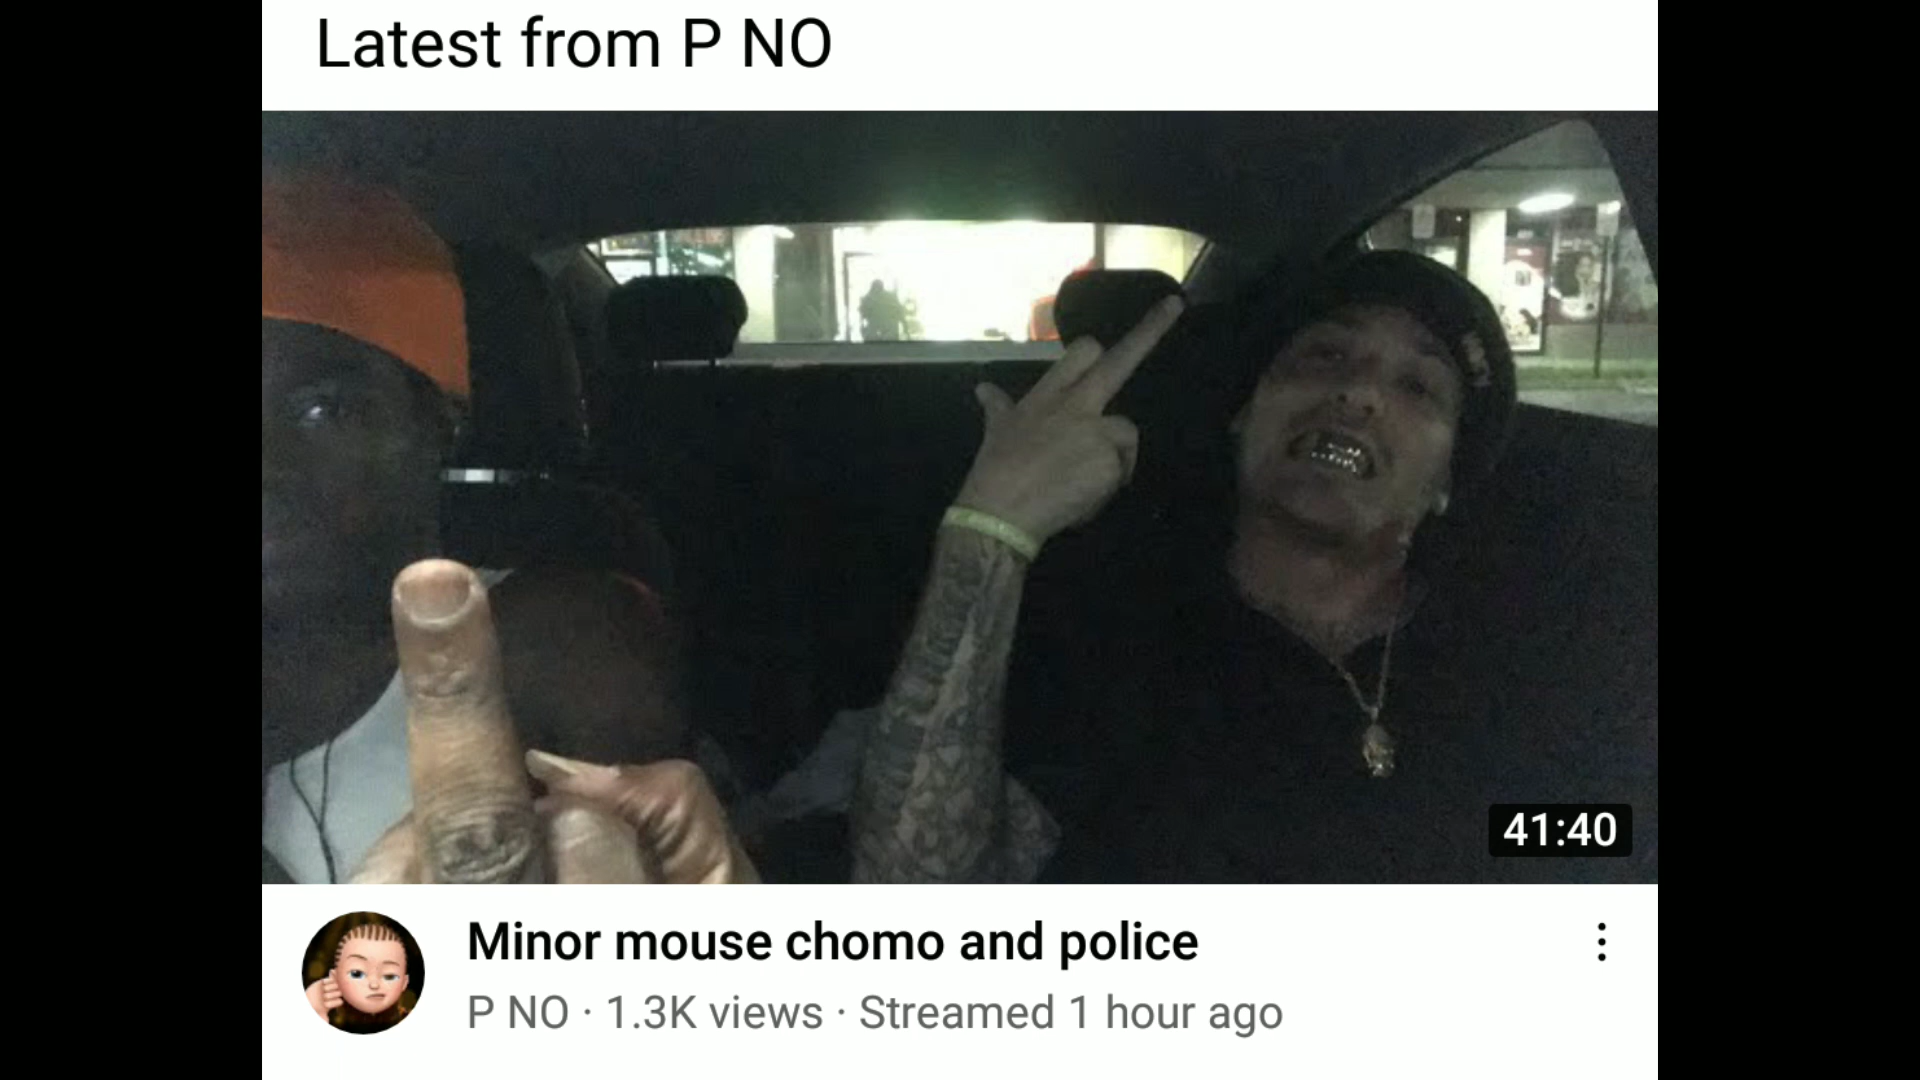 Latest from P NO
41:40
Minor mouse chomo and police
P NO · 1.3K views · Streamed 1 hour ago